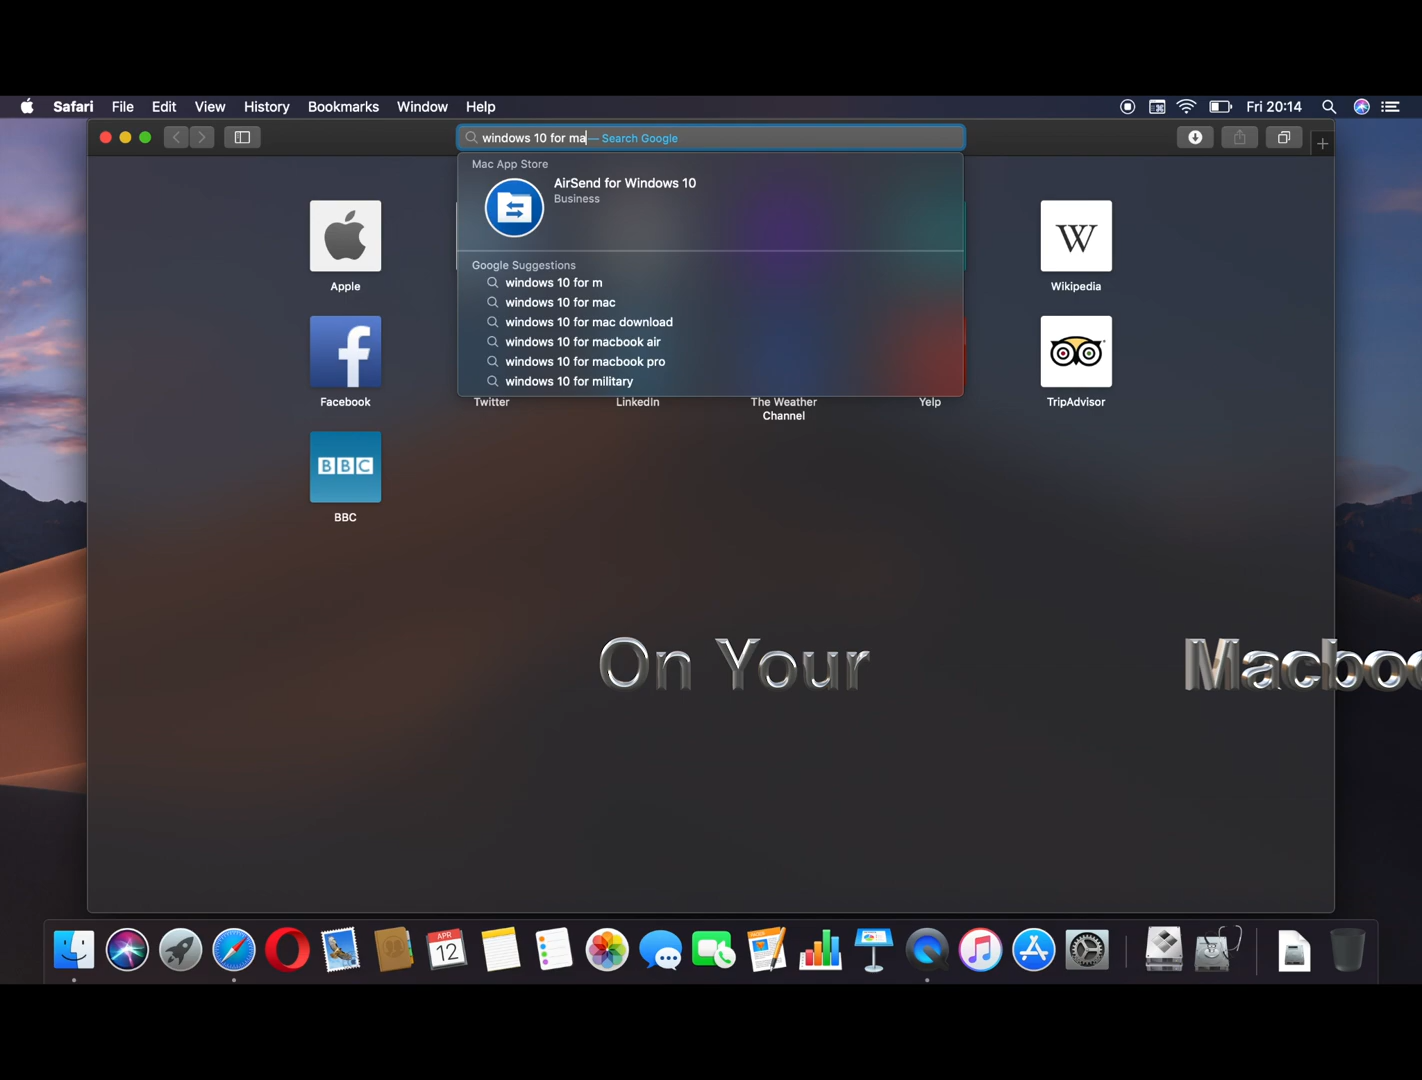 Safari File Edit View History Bookmarks Window Help Fri 20:14
windows 10 for ma — Search Google
Mac App Store
AirSend for Windows 10
Business
Google Suggestions
windows 10 for m
windows 10 for mac
windows 10 for mac download
windows 10 for macbook air
windows 10 for macbook pro
windows 10 for military
Apple
W
Wikipedia
Facebook
Twitter
LinkedIn
The Weather
Channel
Yelp
TripAdvisor
BBC
BBC
On Your Macboo
APR
12